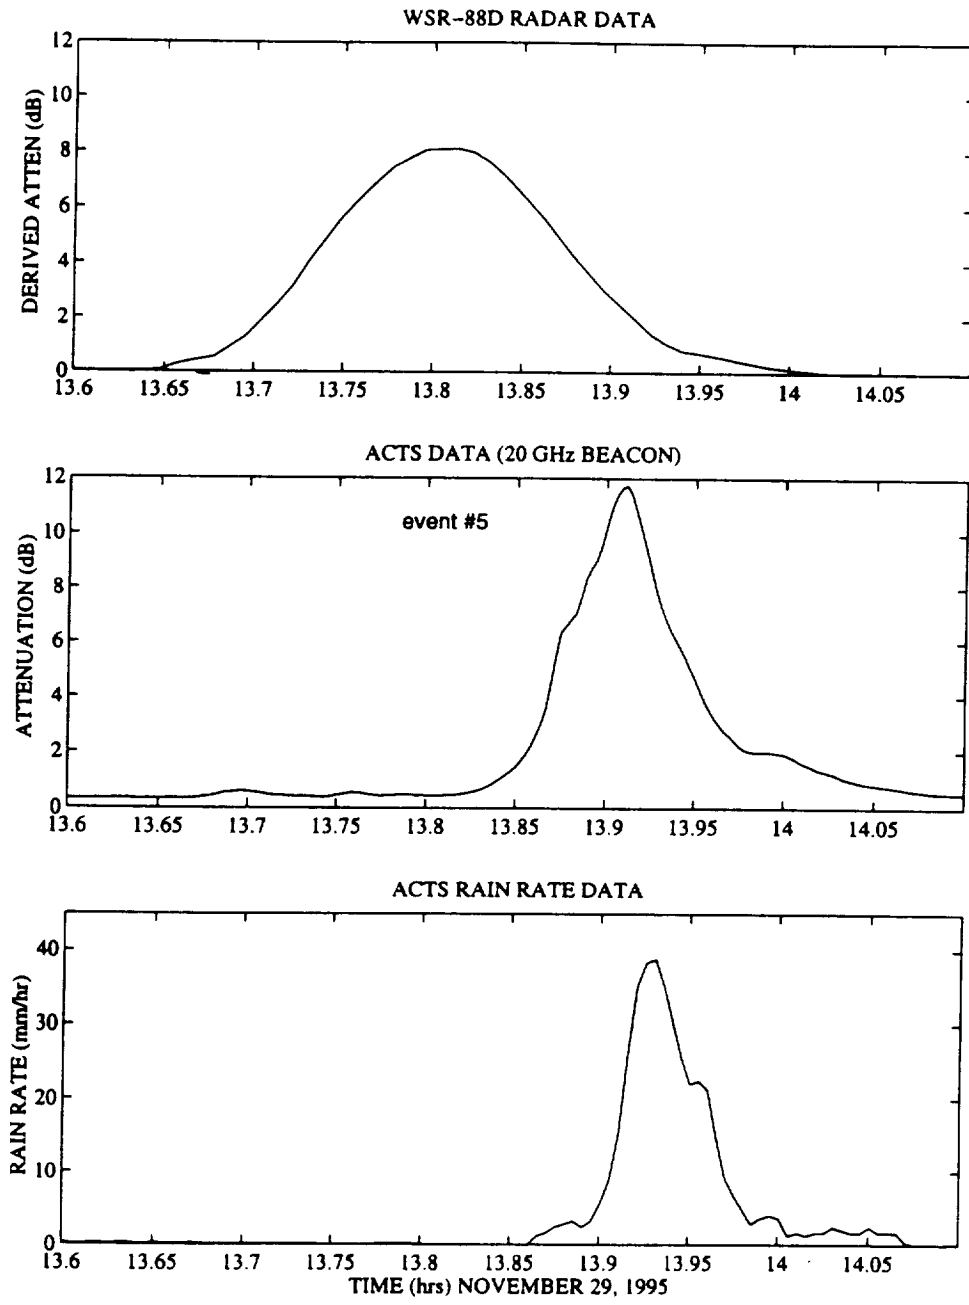 WSR-88D RADAR DATA
12
10
8
6
4
2
0
DERIVED ATTEN (dB)
13.6 13.65 13.7 13.75 13.8 13.85 13.9 13.95 14 14.05
ACTS DATA (20 GHz BEACON)
event #5
12
10
8
6
4
2
0
ATTENUATION (dB)
13.6 13.65 13.7 13.75 13.8 13.85 13.9 13.95 14 14.05
ACTS RAIN RATE DATA
40
30
20
10
0
RAIN RATE (mm/hr)
13.6 13.65 13.7 13.75 13.8 13.85 13.9 13.95 14 14.05
TIME (hrs) NOVEMBER 29, 1995